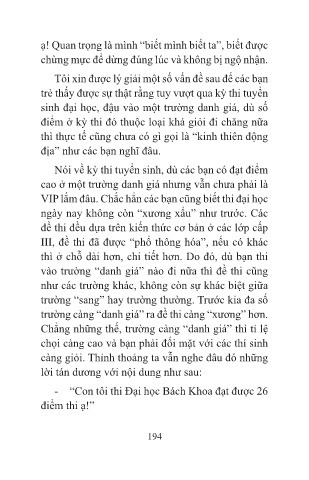 ạ! Quan trọng là mình “biết mình biết ta”, biết được
chừng mực để dừng đúng lúc và không bị ngộ nhận.
Tôi xin được lý giải một số vấn đề sau để các bạn
trẻ thấy được sự thật rằng tuy vượt qua kỳ thi tuyển
sinh đại học, đậu vào một trường danh giá, dù số
điểm ở kỳ thi đó thuộc loại khá giỏi đi chăng nữa
thì thực tế cũng chưa có gì gọi là “kinh thiên động
địa” như các bạn nghĩ đâu.
Nói về kỳ thi tuyển sinh, dù các bạn có đạt điểm
cao ở một trường danh giá nhưng vẫn chưa phải là
VIP lắm đâu. Chắc hẳn các bạn cũng biết thi đại học
ngày nay không còn “xương xẩu” như trước. Các
đề thi đều dựa trên kiến thức cơ bản ở các lớp cấp
III, đề thi đã được “phổ thông hóa”, nếu có khác
thì ở chỗ dài hơn, chi tiết hơn. Do đó, dù bạn thi
vào trường “danh giá” nào đi nữa thì đề thi cũng
như các trường khác, không còn sự khác biệt giữa
trường “sang” hay trường thường. Trước kia đa số
trường càng “danh giá” ra đề thi càng “xương” hơn.
Chẳng những thế, trường càng “danh giá” thì tỉ lệ
chọi càng cao và bạn phải đối mặt với các thí sinh
càng giỏi. Thỉnh thoảng ta vẫn nghe đâu đó những
lời tán dương với nội dung như sau:
- “Con tôi thi Đại học Bách Khoa đạt được 26
điểm thi ạ!”
194